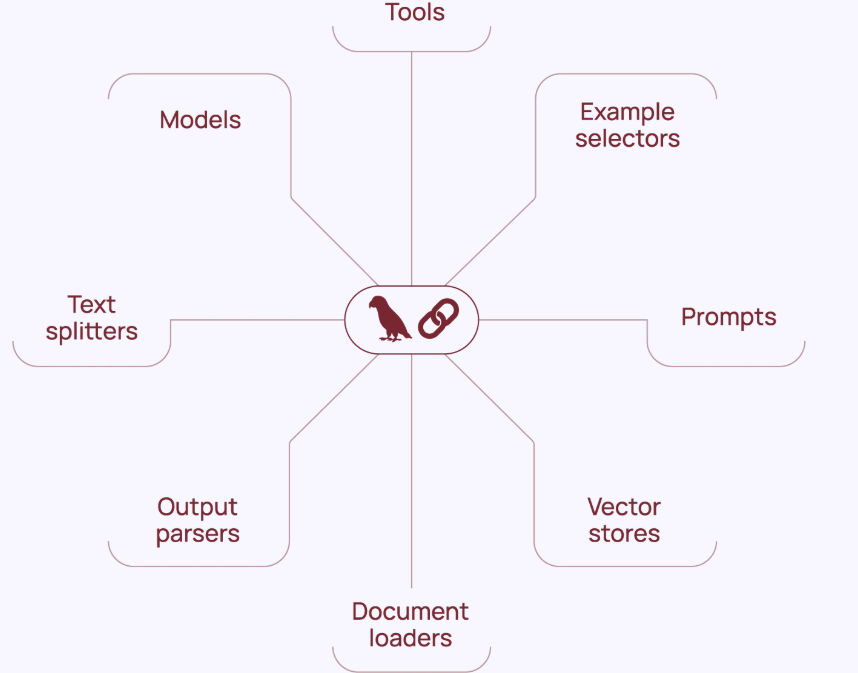 Tools
Models
Example
selectors
Text
splitters
Prompts
Output
parsers
Vector
stores
Document
loaders